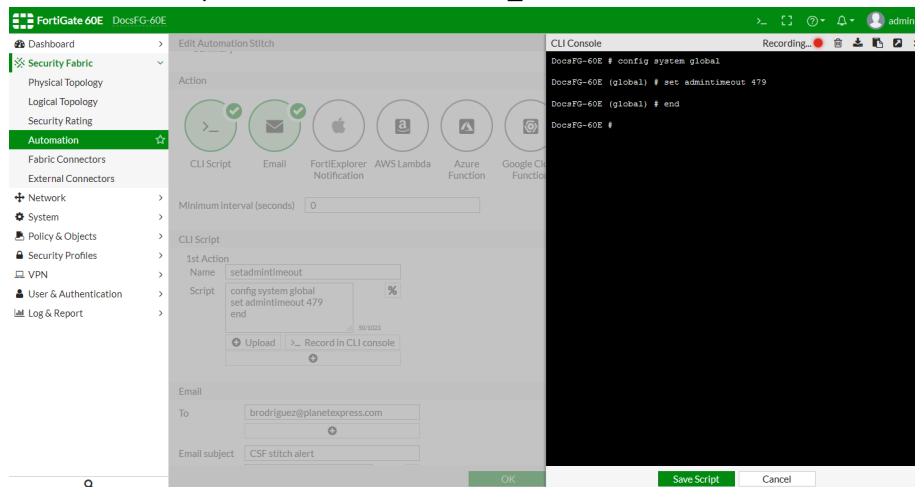 FortiGate 60E DocsFG-60E
admin
Dashboard
Security Fabric
Physical Topology
Logical Topology
Security Rating
Automation
Fabric Connectors
External Connectors
Network
System
Policy & Objects
Security Profiles
VPN
User & Authentication
Log & Report
Edit Automation Stitch
Action
CLI Script
Email
FortiExplorer
Notification
AWS Lambda
Azure
Function
Google Clo
Function
Minimum interval (seconds) 0
CLI Script
1st Action
Name setadmintimeout
Script config system global
set admintimeout 479
end
50/1023
Upload >_ Record in CLI console
Email
To brodriguez@planetexpress.com
Email subject CSF stitch alert
OK
CLI Console Recording...
DocsFG-60E # config system global
DocsFG-60E (global) # set admintimeout 479
DocsFG-60E (global) # end
DocsFG-60E #
Save Script Cancel